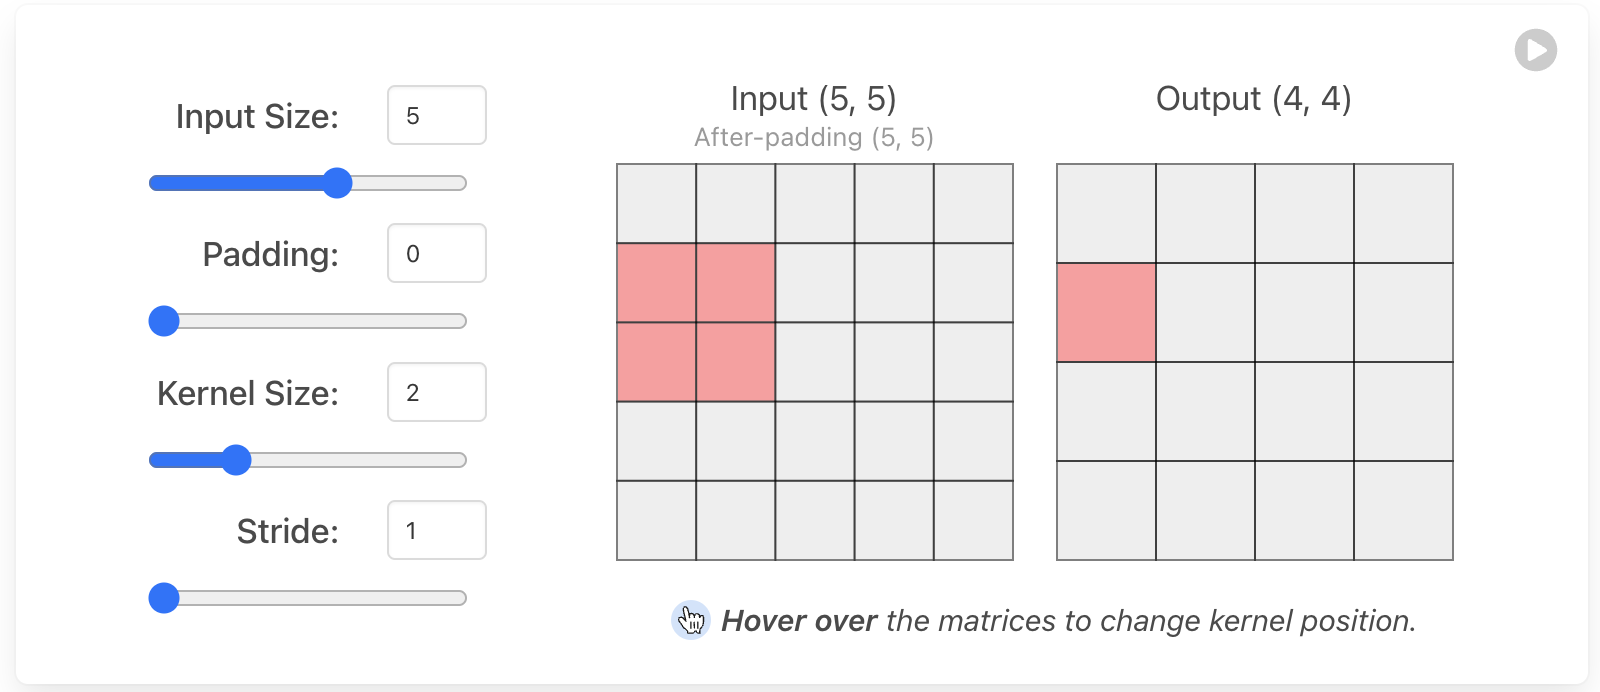 Input Size:
5
Padding:
0
Kernel Size:
2
Stride:
1
Input (5, 5)
After-padding (5, 5)
Output (4, 4)
Hover over the matrices to change kernel position.